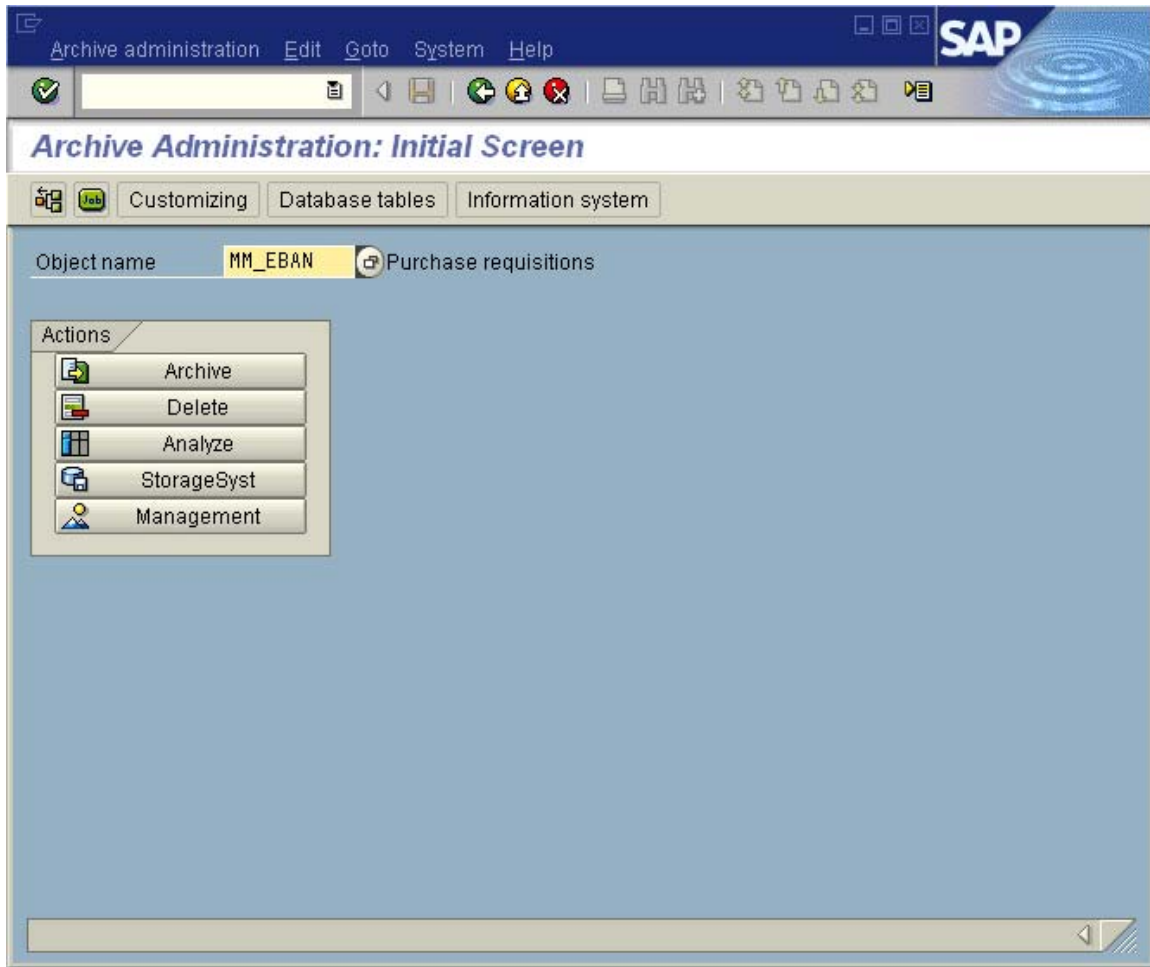 SAP
Archive administration Edit Goto System Help
Archive Administration: Initial Screen
Job Customizing Database tables Information system
Object name MM_EBAN Purchase requisitions
Actions
Archive
Delete
Analyze
StorageSyst
Management